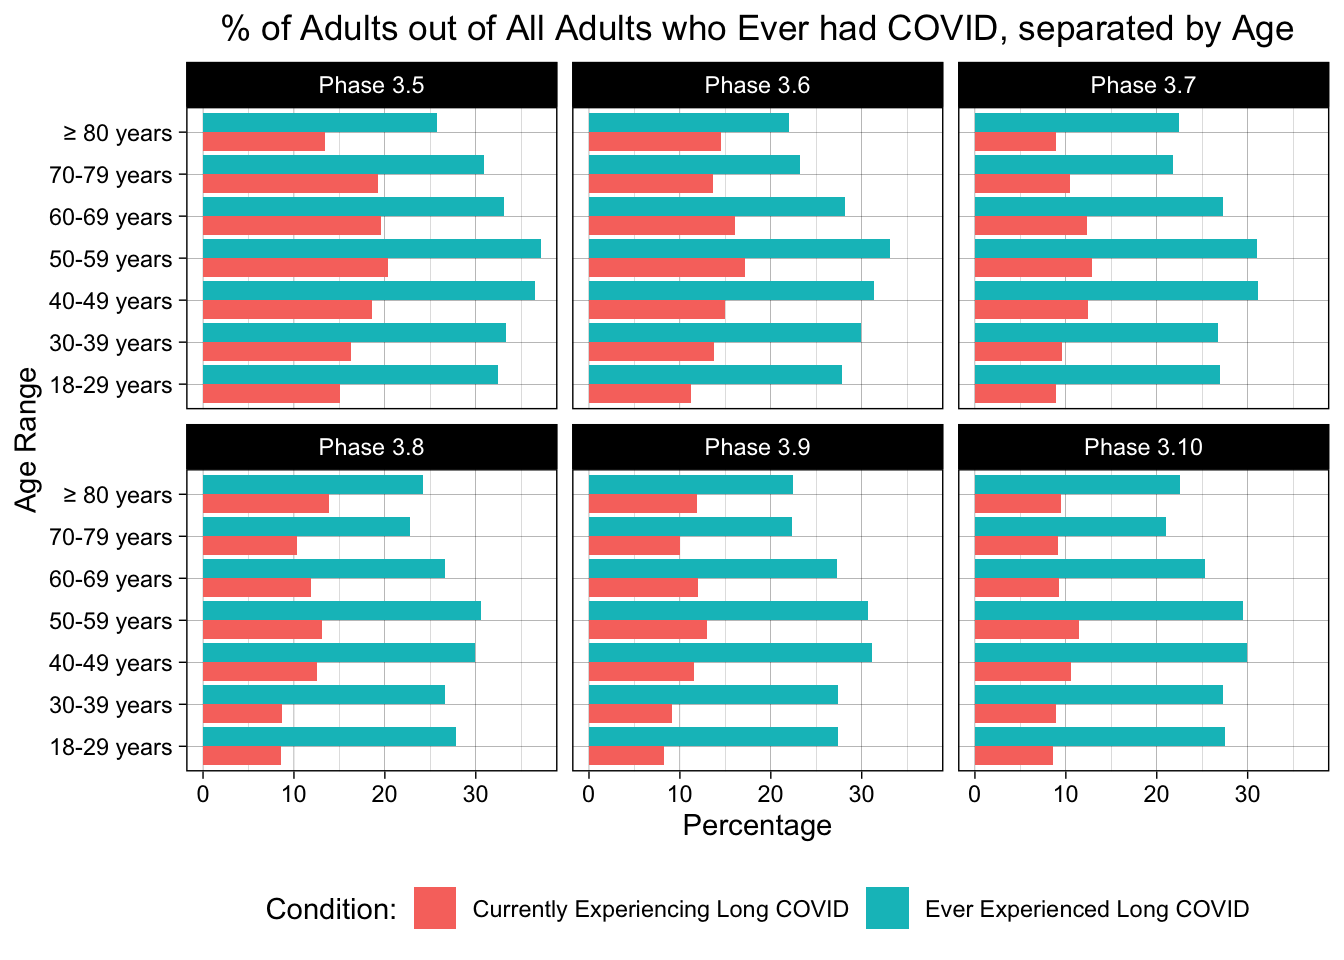 % of Adults out of All Adults who Ever had COVID, separated by Age
Phase 3.5
Phase 3.6
Phase 3.7
≥ 80 years
70-79 years
60-69 years
50-59 years
40-49 years
30-39 years
18-29 years
Age Range
Phase 3.8
Phase 3.9
Phase 3.10
≥ 80 years
70-79 years
60-69 years
50-59 years
40-49 years
30-39 years
18-29 years
0 10 20 30
0 10 20 30
0 10 20 30
Percentage
Condition: Currently Experiencing Long COVID Ever Experienced Long COVID